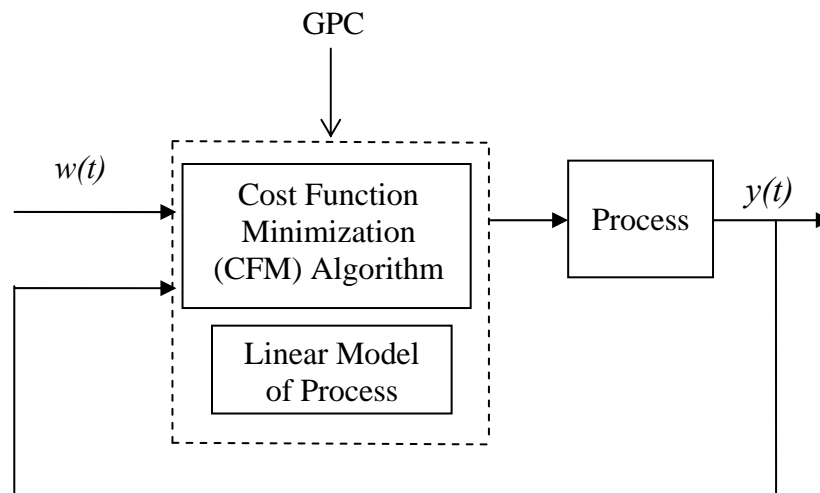 GPC
w(t)
Cost Function
Minimization
(CFM) Algorithm
Process
y(t)
Linear Model
of Process